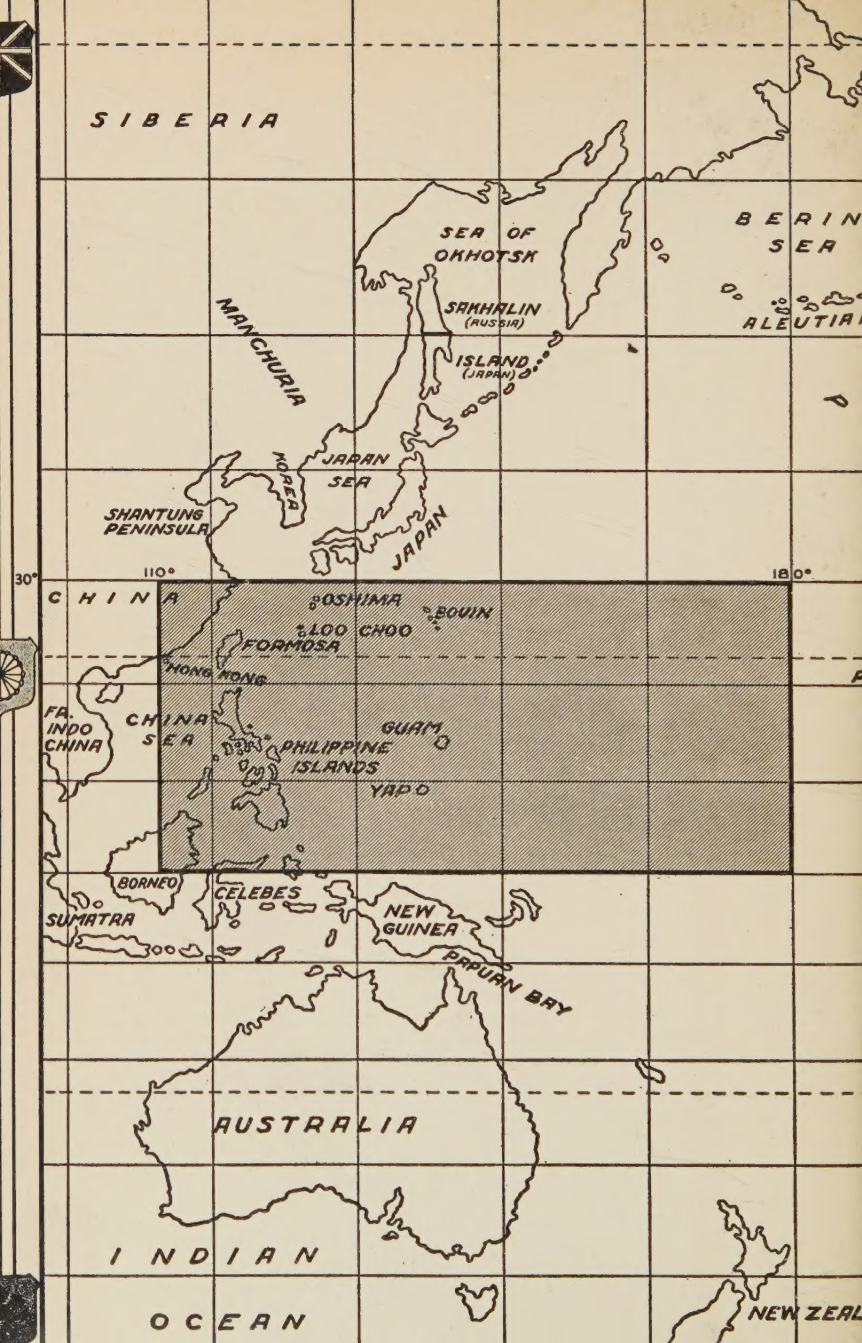 SIBERIA
BERIN
SEA
SEA OF
OKHOTSK
SAKHALIN
(RUSSIA)
ALEUTIA
MANCHURIA
ISLAND
(JAPAN)
KOREA
JAPAN
SEA
SHANTUNG
PENINSULA
JAPAN
30°
110°
180°
CHINA
OSHIMA
BOUIN
LOO CHOO
FORMOSA
HONG KONG
FR.
INDO
CHINA
CHINA
SEA
GUAM
PHILIPPINE
ISLANDS
YAP
BORNEO
CELEBES
SUMATRA
NEW
GUINEA
PAPUAN BAY
AUSTRALIA
INDIAN
OCEAN
NEW ZEAL